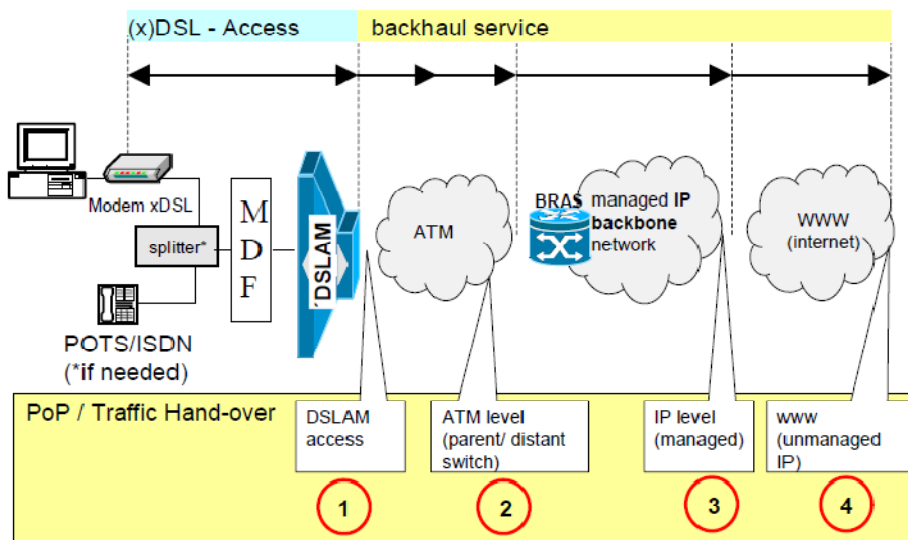 (x)DSL - Access
backhaul service
Modem xDSL
splitter*
M
D
F
´DSLAM
ATM
BRAS
managed IP
backbone
network
WWW
(internet)
POTS/ISDN
(*if needed)
PoP / Traffic Hand-over
DSLAM
access
ATM level
(parent/ distant
switch)
IP level
(managed)
www
(unmanaged
IP)
1
2
3
4